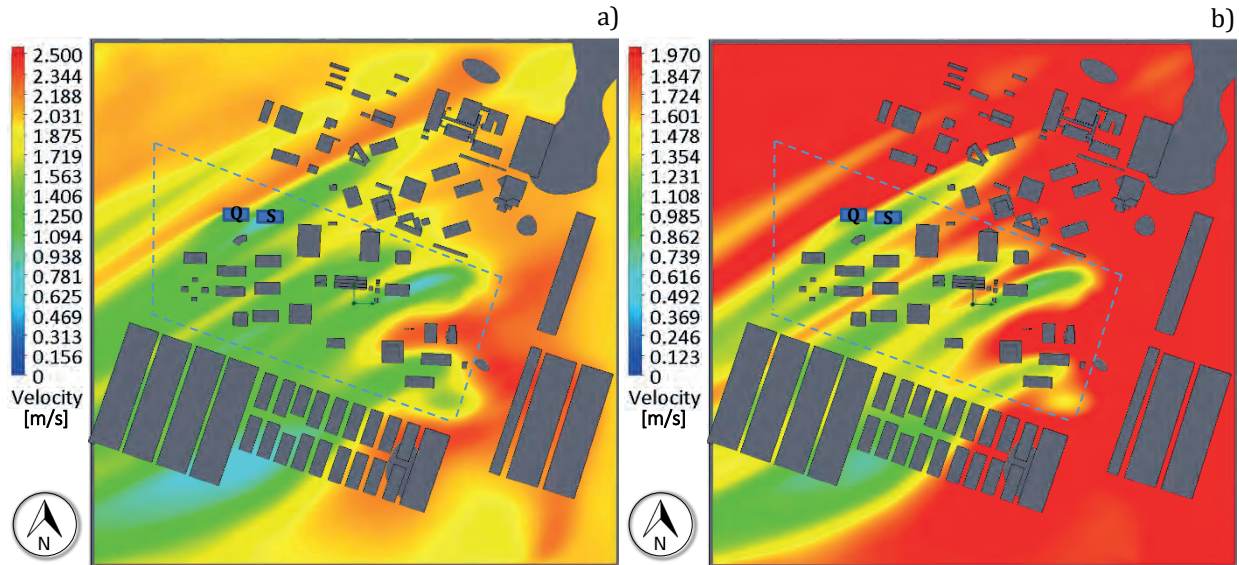 a)
2.500
2.344
2.188
2.031
1.875
1.719
1.563
1.406
1.250
1.094
0.938
0.781
0.625
0.469
0.313
0.156
0
Velocity
[m/s]
Q
S
N
b)
1.970
1.847
1.724
1.601
1.478
1.354
1.231
1.108
0.985
0.862
0.739
0.616
0.492
0.369
0.246
0.123
0
Velocity
[m/s]
Q
S
N